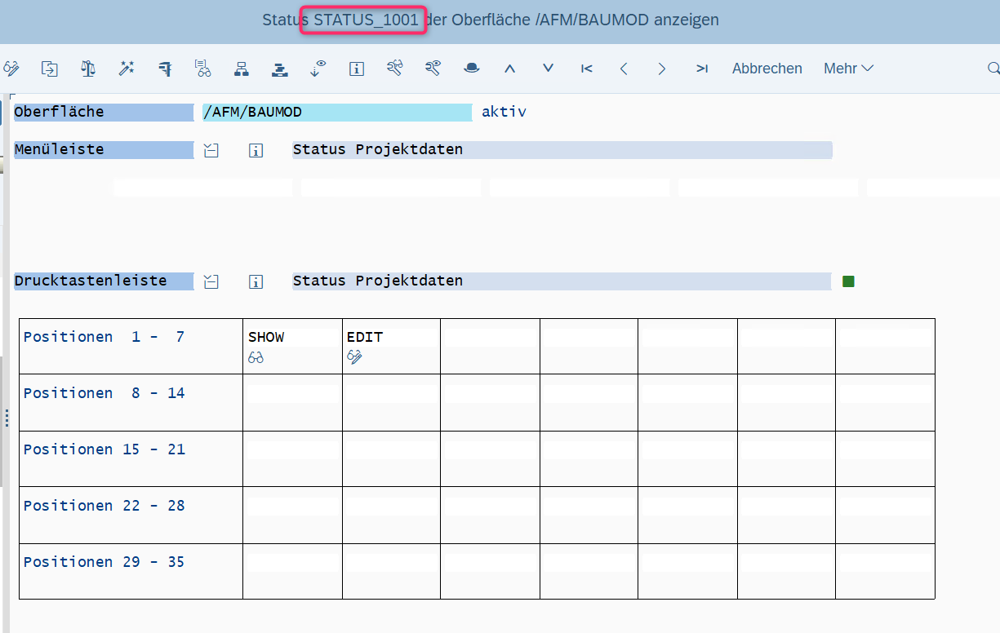 Status STATUS_1001 der Oberfläche /AFM/BAUMOD anzeigen
Abbrechen Mehr
Oberfläche /AFM/BAUMOD aktiv
Menüleiste Status Projektdaten
Drucktastenleiste Status Projektdaten
Positionen 1 - 7 SHOW EDIT
Positionen 8 - 14
Positionen 15 - 21
Positionen 22 - 28
Positionen 29 - 35